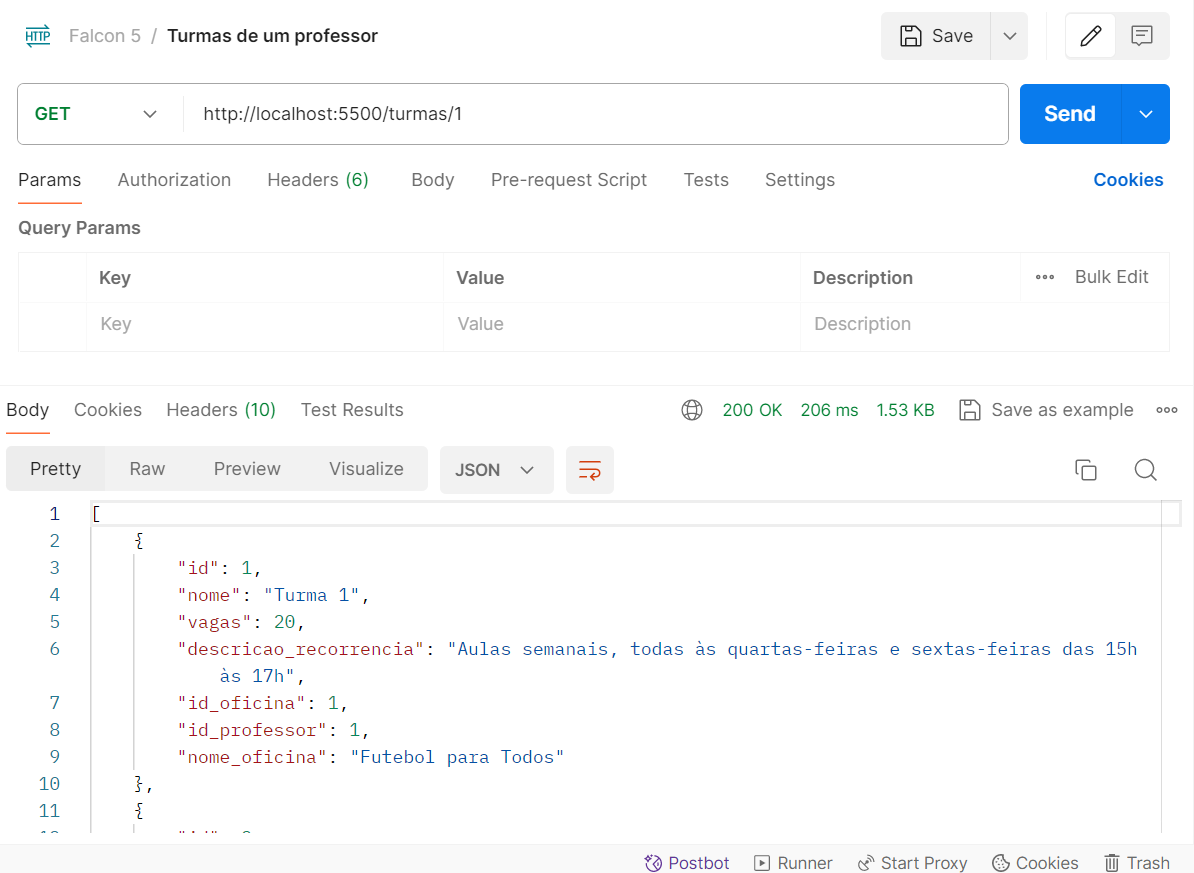 HTTP Falcon 5 / Turmas de um professor Save
GET http://localhost:5500/turmas/1 Send
Params Authorization Headers (6) Body Pre-request Script Tests Settings Cookies
Query Params
Key Value Description Bulk Edit
Key Value Description
Body Cookies Headers (10) Test Results 200 OK 206 ms 1.53 KB Save as example
Pretty Raw Preview Visualize JSON
1 [
2 {
3 "id": 1,
4 "nome": "Turma 1",
5 "vagas": 20,
6 "descricao_recorrencia": "Aulas semanais, todas às quartas-feiras e sextas-feiras das 15h
às 17h",
7 "id_oficina": 1,
8 "id_professor": 1,
9 "nome_oficina": "Futebol para Todos"
10 },
11 {
Postbot Runner Start Proxy Cookies Trash